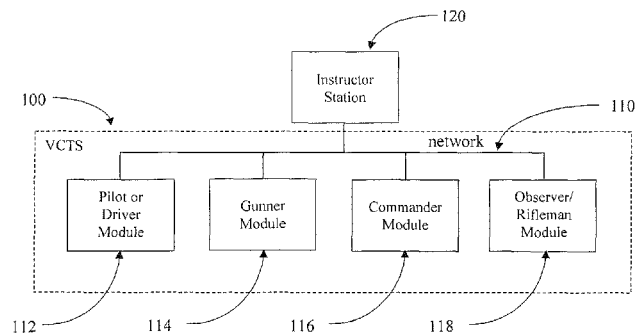 120
Instructor
Station
100
110
VCTS
network
Pilot or
Driver
Module
Gunner
Module
Commander
Module
Observer/
Rifleman
Module
112
114
116
118